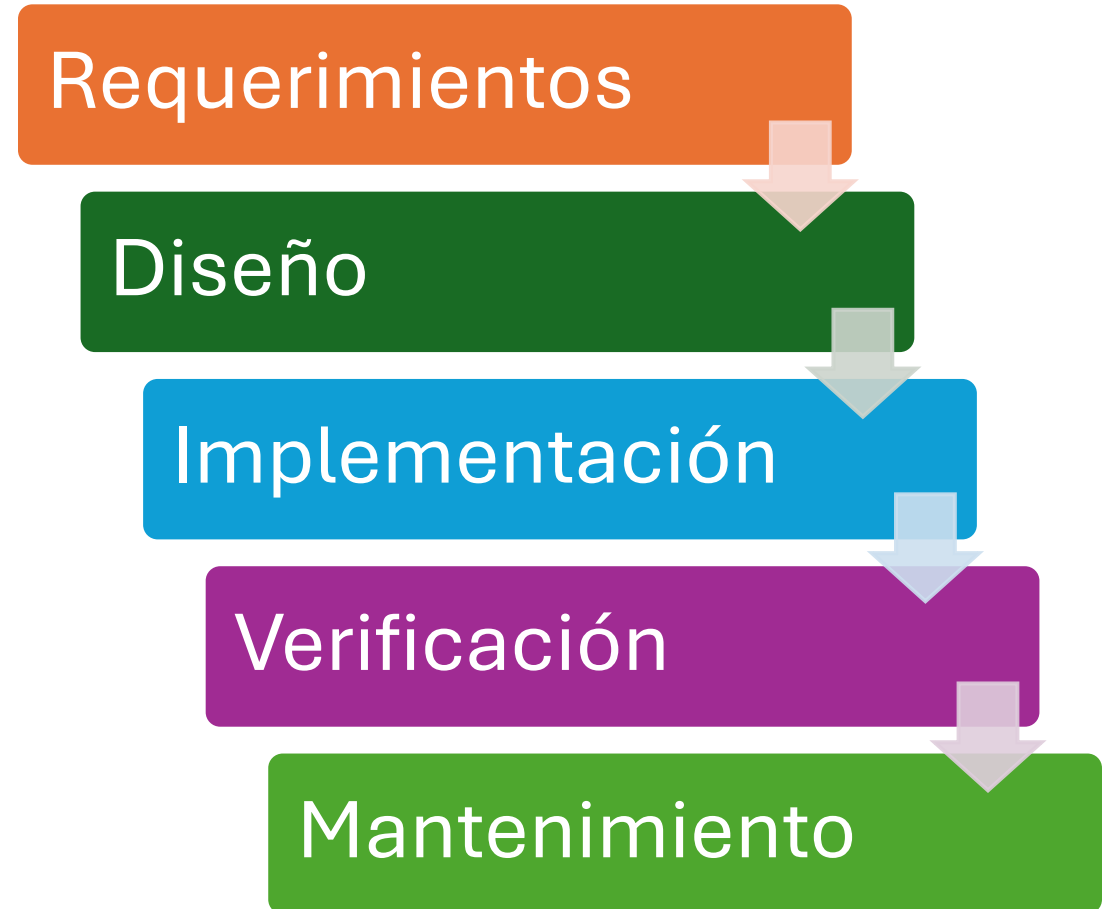 Requerimientos
Diseño
Implementación
Verificación
Mantenimiento